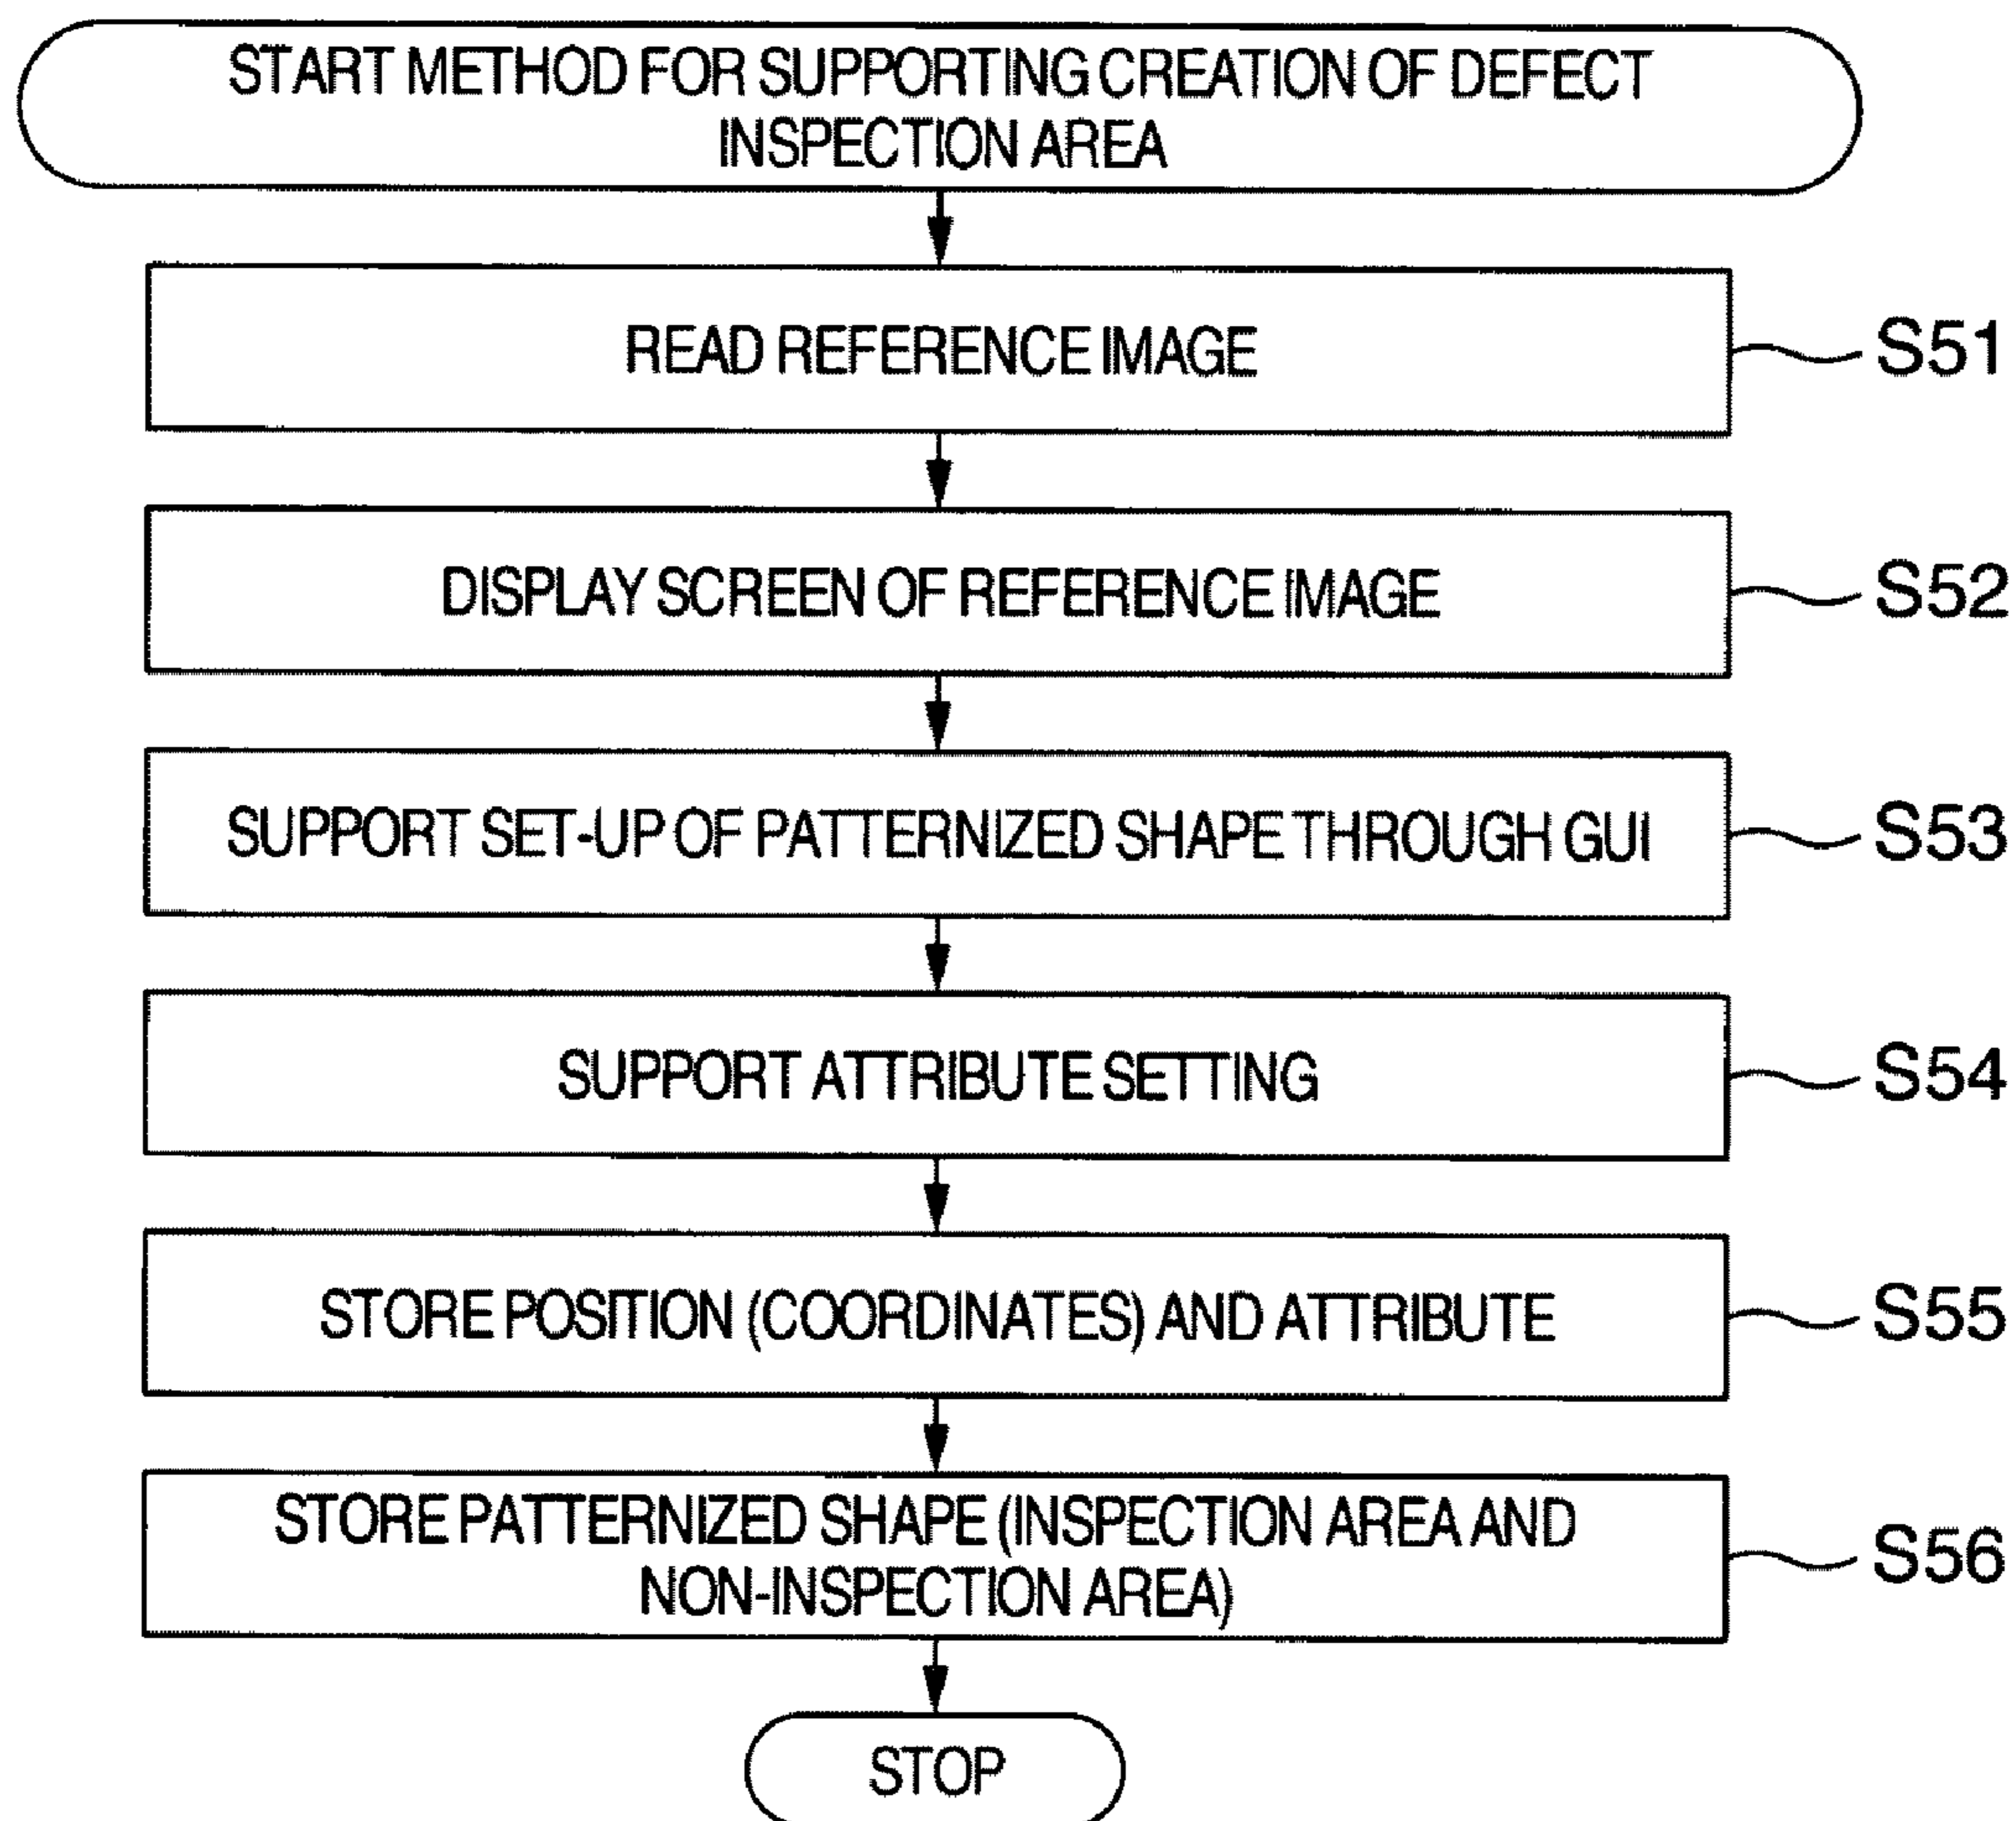 START METHOD FOR SUPPORTING CREATION OF DEFECT
INSPECTION AREA
READ REFERENCE IMAGE
S51
DISPLAY SCREEN OF REFERENCE IMAGE
S52
SUPPORT SET-UP OF PATTERNIZED SHAPE THROUGH GUI
S53
SUPPORT ATTRIBUTE SETTING
S54
STORE POSITION (COORDINATES) AND ATTRIBUTE
S55
STORE PATTERNIZED SHAPE (INSPECTION AREA AND
NON-INSPECTION AREA)
S56
STOP